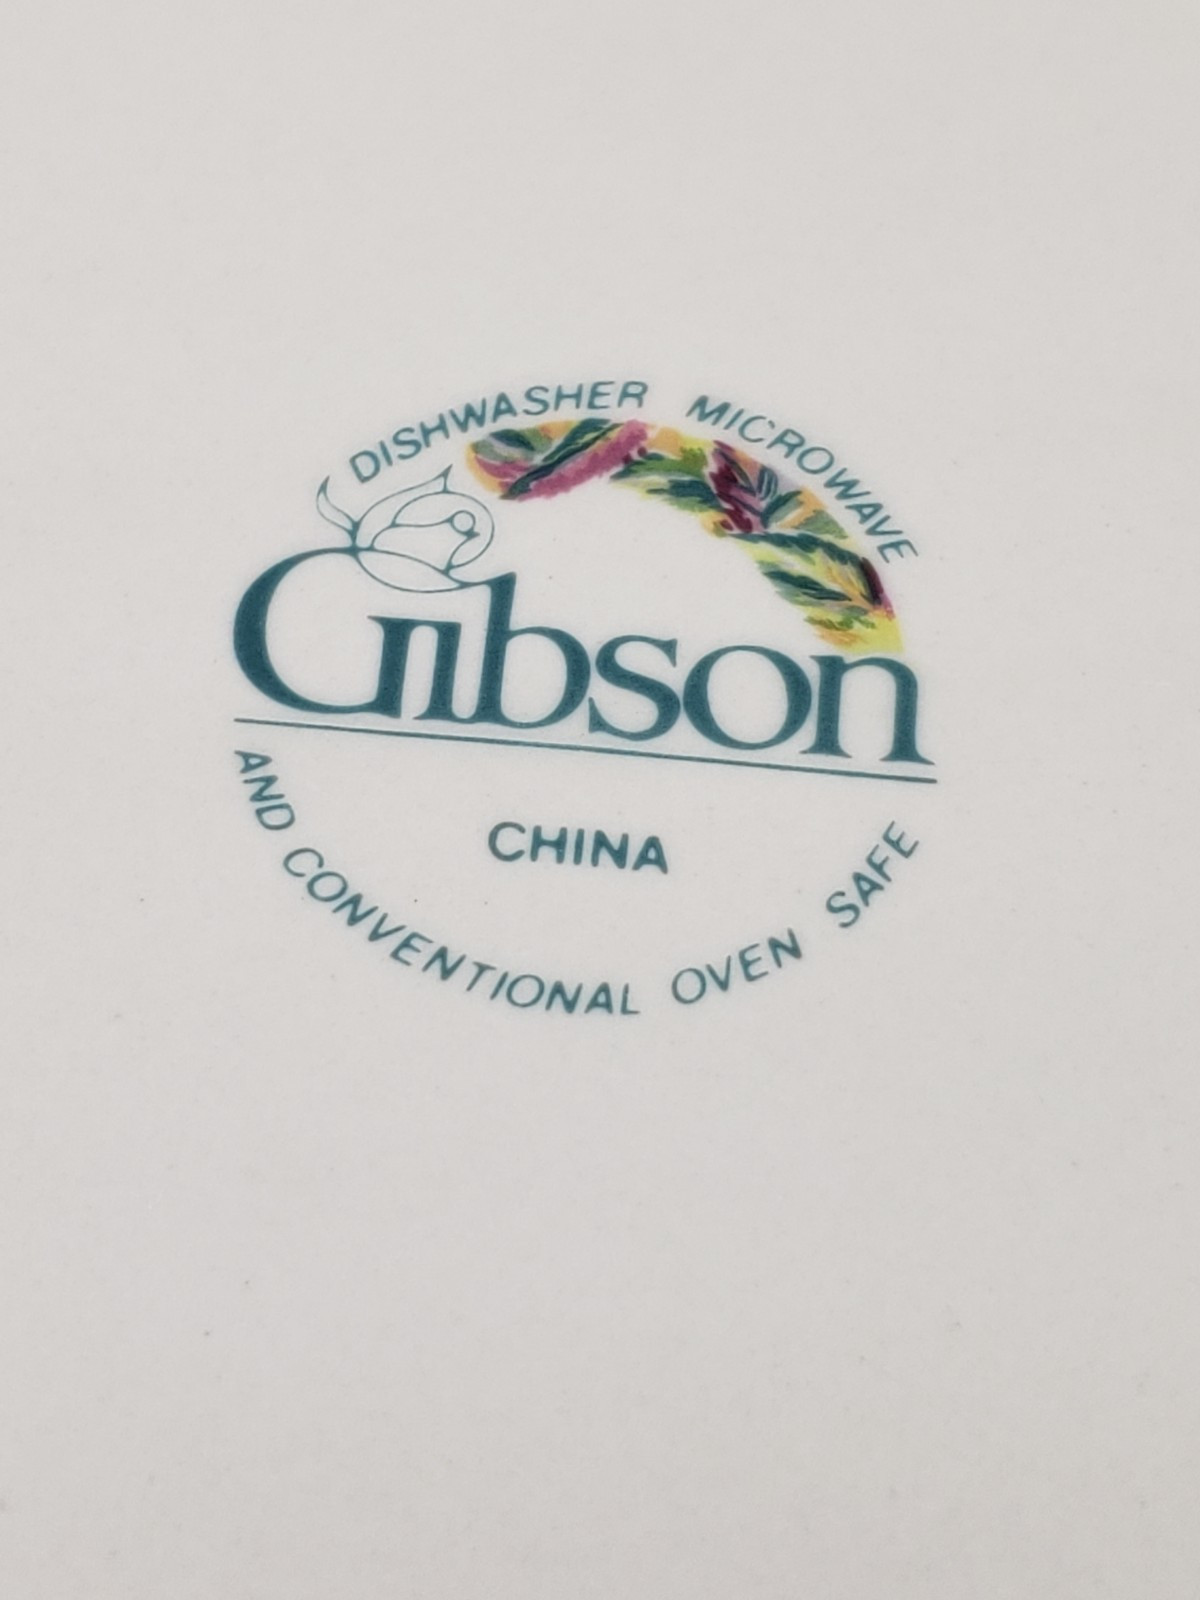 DISHWASHER MICROWAVE
Gibson
CHINA
AND CONVENTIONAL OVEN SAFE